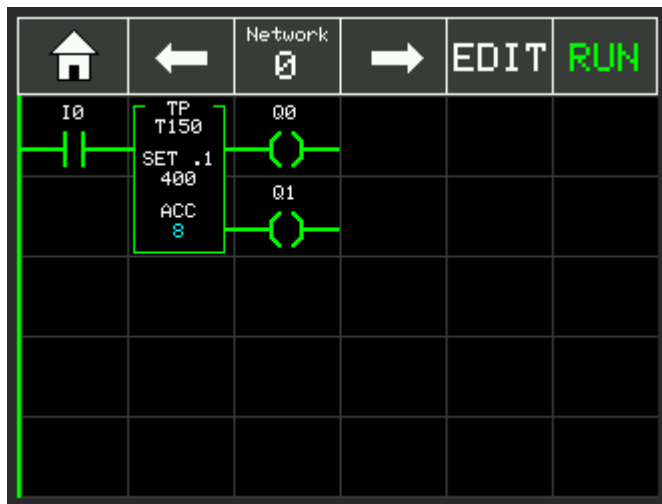 Network
0
EDIT
RUN
I0
TP
T150
SET .1
400
ACC
8
Q0
Q1